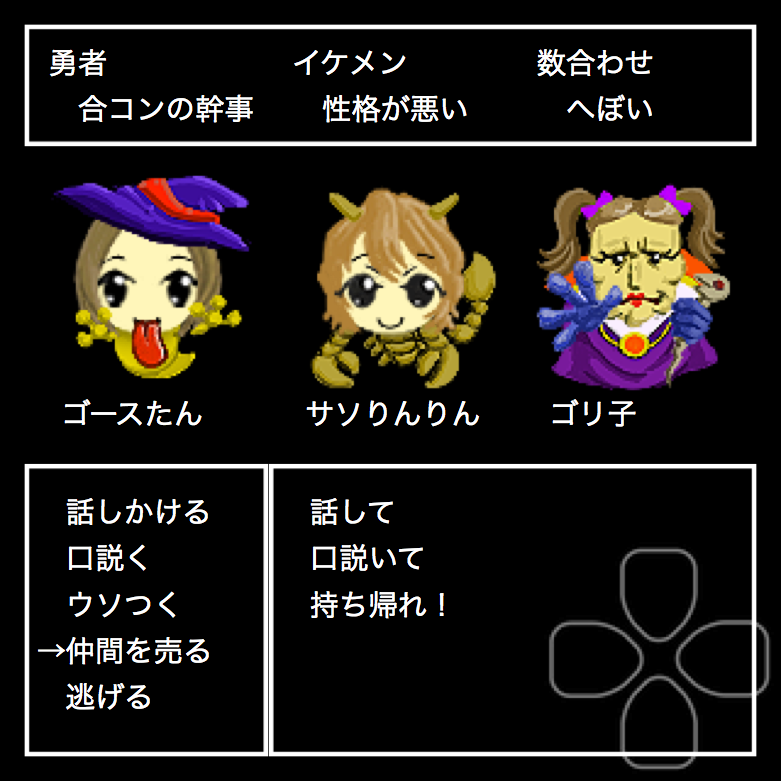 勇者 イケメン 数合わせ
合コンの幹事 性格が悪い へぼい
ゴースたん サソりんりん ゴリ子
話しかける
口説く
ウソつく
→仲間を売る
逃げる
話して
口説いて
持ち帰れ！